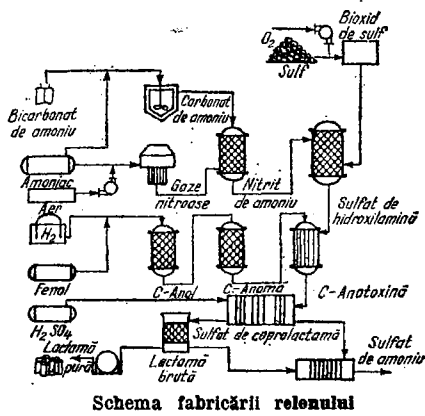 Bioxid
de sulf
O₂
Sulf
Bicarbonat
de amoniu
Carbonat
de amoniu
Amoniac
Aer
Gaze
nitroase
Nitrit
de amoniu
Sulfat de
hidroxilamină
H₂
Fenol
H₂SO₄
C-Anol
C-Anomă
C-Anotoxină
Sulfat de caprolactamă
Lactamă
pură
Lactamă
brută
Sulfat
de amoniu
Schema fabricării relonului